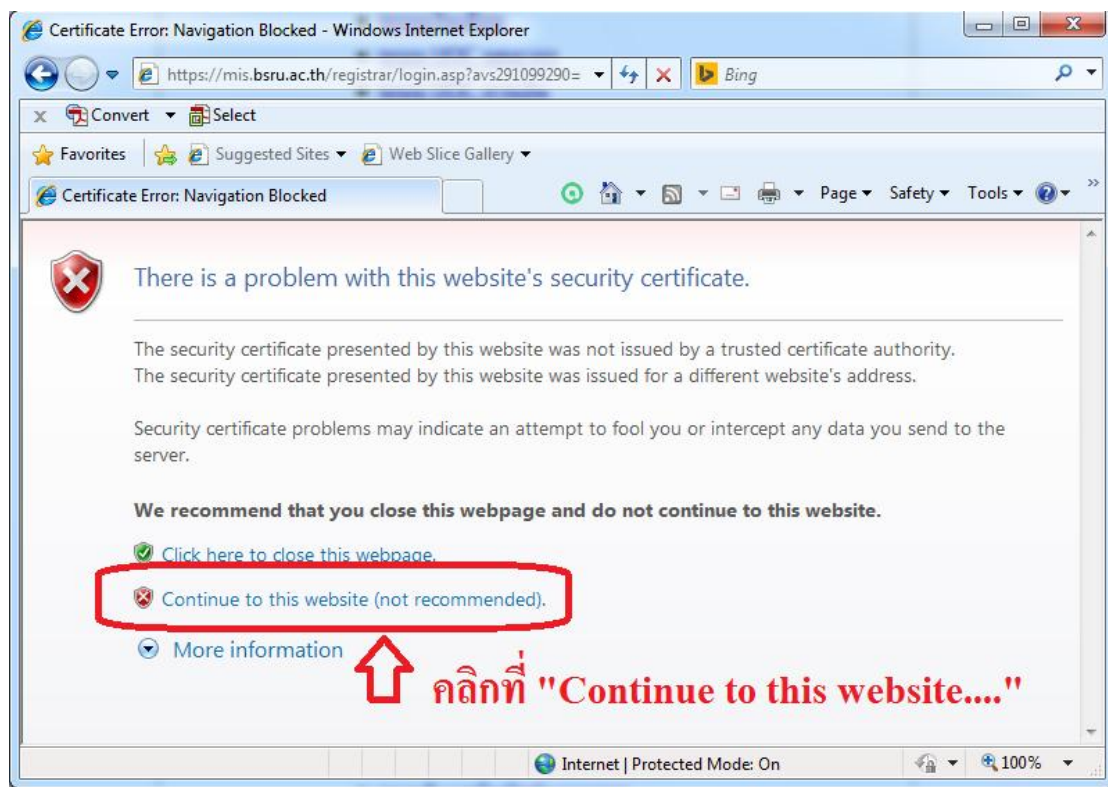 Certificate Error: Navigation Blocked - Windows Internet Explorer
https://mis.bsru.ac.th/registrar/login.asp?avs291099290=
Bing
x Convert Select
Favorites Suggested Sites Web Slice Gallery
Certificate Error: Navigation Blocked
Page Safety Tools
There is a problem with this website's security certificate.
The security certificate presented by this website was not issued by a trusted certificate authority.
The security certificate presented by this website was issued for a different website's address.
Security certificate problems may indicate an attempt to fool you or intercept any data you send to the
server.
We recommend that you close this webpage and do not continue to this website.
Click here to close this webpage.
Continue to this website (not recommended).
More information
คลิกที่ "Continue to this website...."
Internet | Protected Mode: On
100%